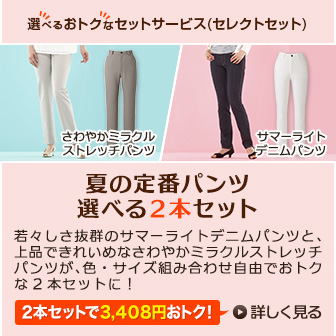 選べるおトクなセットサービス(セレクトセット)
さわやかミラクル
ストレッチパンツ
サマーライト
デニムパンツ
夏の定番パンツ
選べる2本セット
若々しさ抜群のサマーライトデニムパンツと、
上品できれいめなさわやかミラクルストレッチ
パンツが、色・サイズ組み合わせ自由でおトク
な2本セットに！
2本セットで3,408円おトク！
詳しく見る